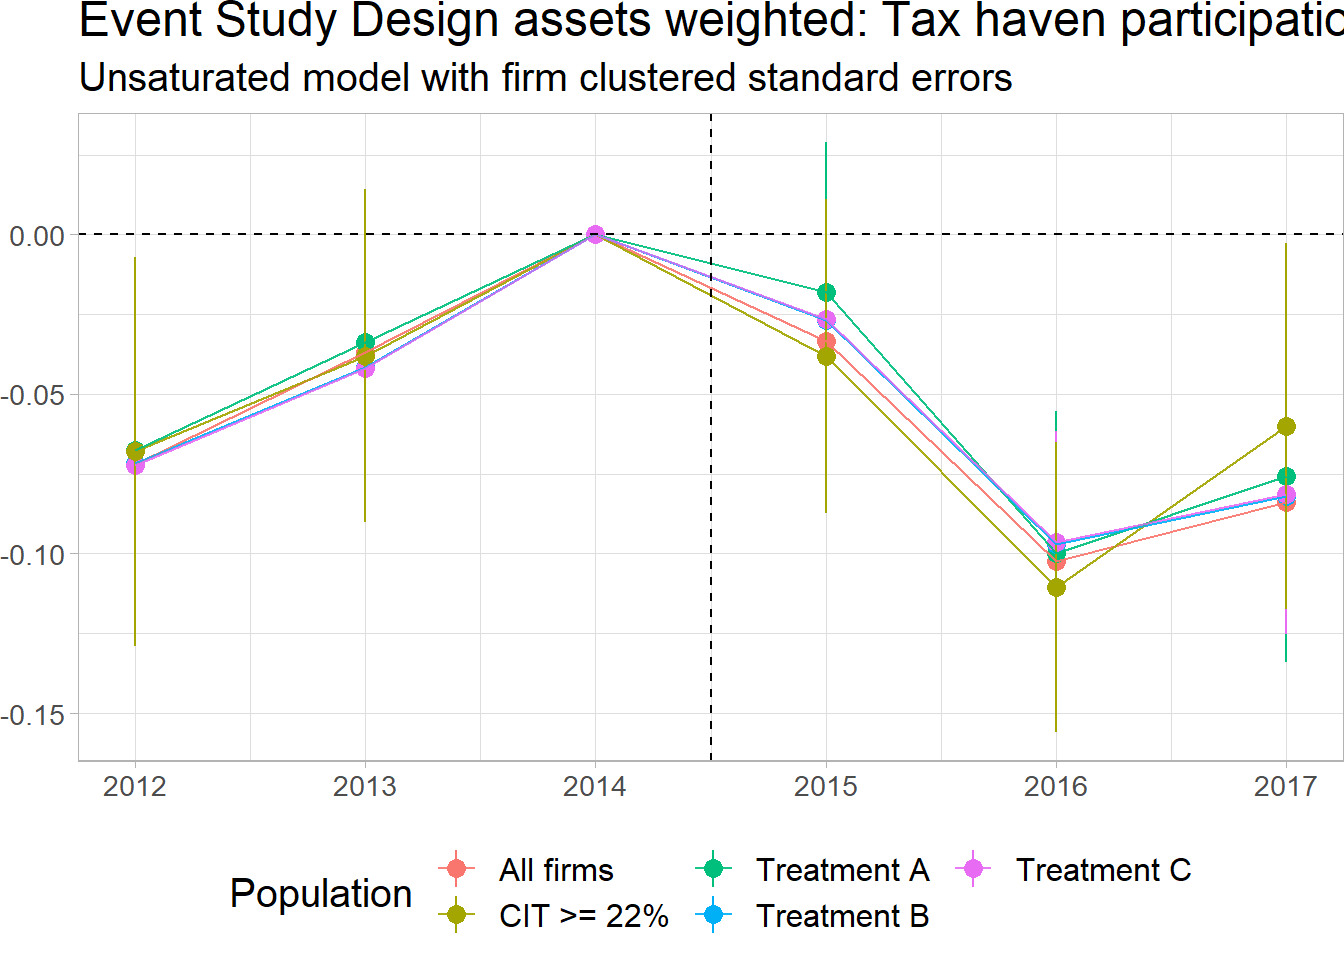 Event Study Design assets weighted: Tax haven participatio
Unsaturated model with firm clustered standard errors
0.00
-0.05
-0.10
-0.15
2012 2013 2014 2015 2016 2017
Population
All firms Treatment A Treatment C
CIT >= 22% Treatment B